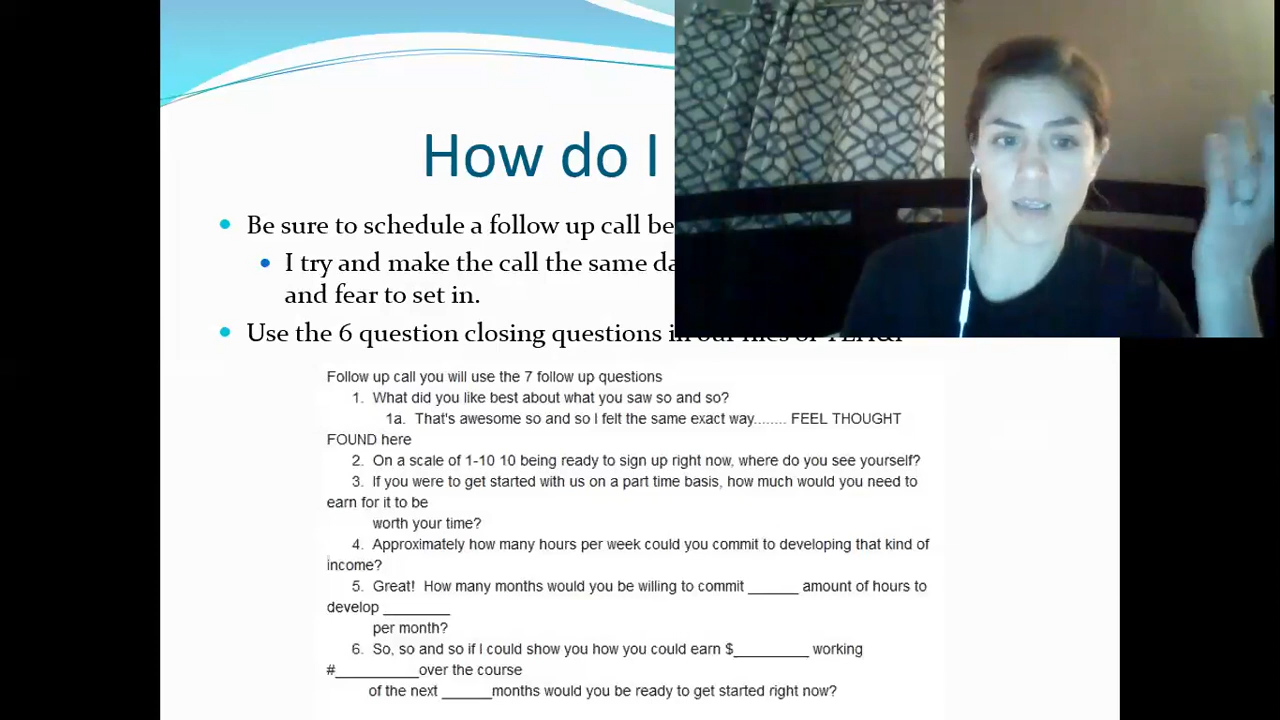 How do I
Be sure to schedule a follow up call be
I try and make the call the same da
and fear to set in.
Use the 6 question closing questions in our files or
Follow up call you will use the 7 follow up questions
1. What did you like best about what you saw so and so?
1a. That's awesome so and so I felt the same exact way........ FEEL THOUGHT
FOUND here
2. On a scale of 1-10 10 being ready to sign up right now, where do you see yourself?
3. If you were to get started with us on a part time basis, how much would you need to
earn for it to be
worth your time?
4. Approximately how many hours per week could you commit to developing that kind of
income?
5. Great! How many months would you be willing to commit ______ amount of hours to
develop ________
per month?
6. So, so and so if I could show you how you could earn $_________ working
#__________over the course
of the next ______months would you be ready to get started right now?